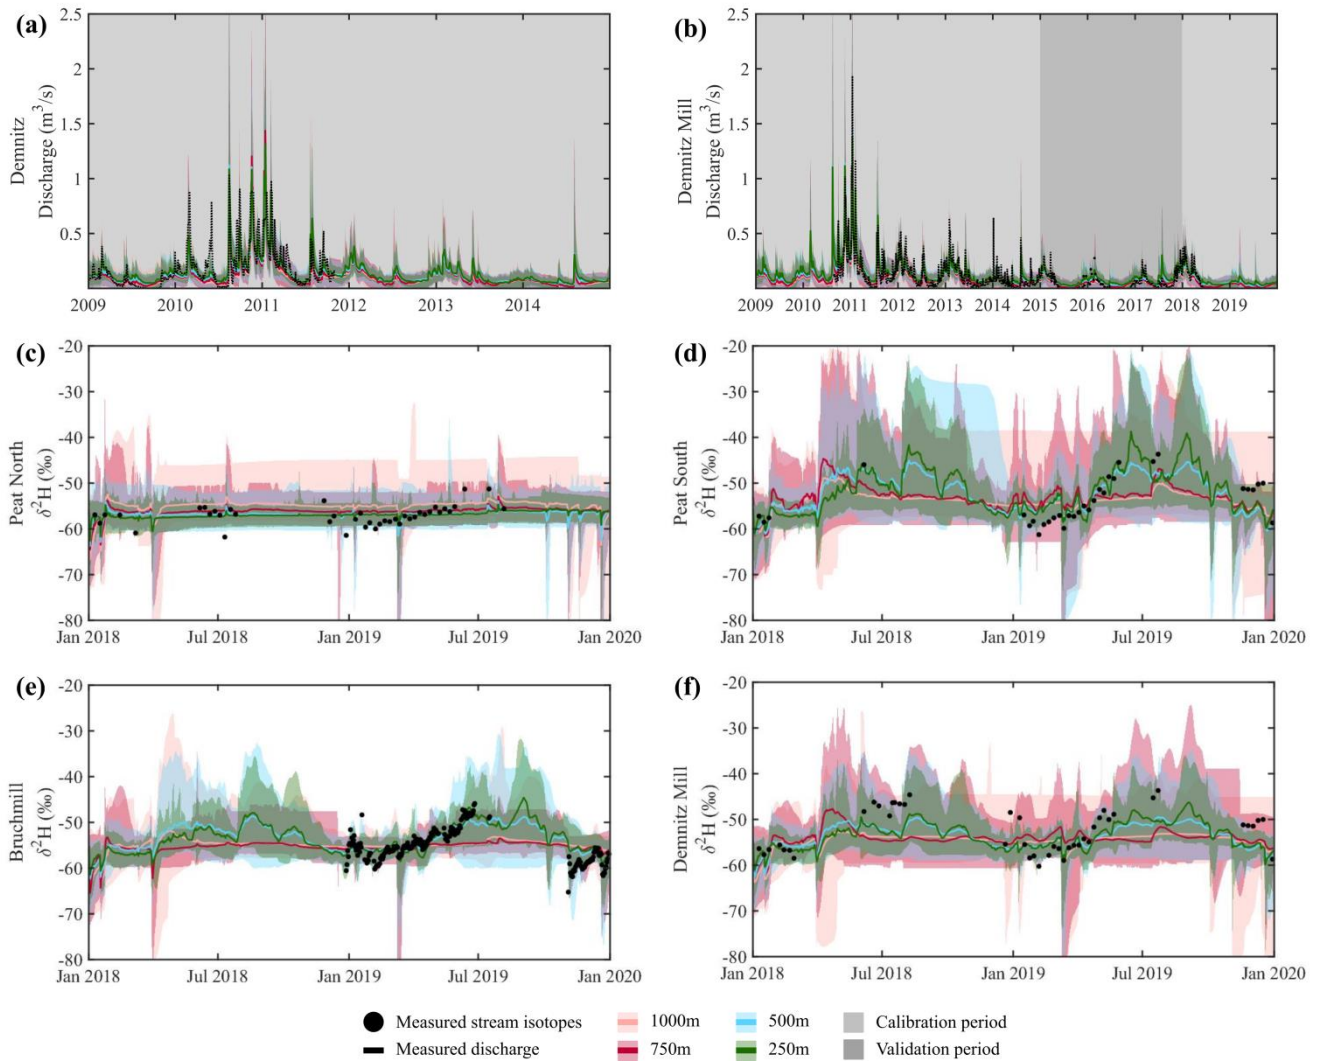 (a)
Demnitz
Discharge (m³/s)
2.5
2
1.5
1
0.5
2009 2010 2011 2012 2013 2014
(b)
Demnitz Mill
Discharge (m³/s)
2.5
2
1.5
1
0.5
2009 2010 2011 2012 2013 2014 2015 2016 2017 2018 2019
(c)
Peat North
δ²H (‰)
-20
-30
-40
-50
-60
-70
-80
Jan 2018 Jul 2018 Jan 2019 Jul 2019 Jan 2020
(d)
Peat South
δ²H (‰)
-20
-30
-40
-50
-60
-70
-80
Jan 2018 Jul 2018 Jan 2019 Jul 2019 Jan 2020
(e)
Bruchmill
δ²H (‰)
-20
-30
-40
-50
-60
-70
-80
Jan 2018 Jul 2018 Jan 2019 Jul 2019 Jan 2020
(f)
Demnitz Mill
δ²H (‰)
-20
-30
-40
-50
-60
-70
-80
Jan 2018 Jul 2018 Jan 2019 Jul 2019 Jan 2020
Measured stream isotopes 1000m 500m Calibration period
Measured discharge 750m 250m Validation period